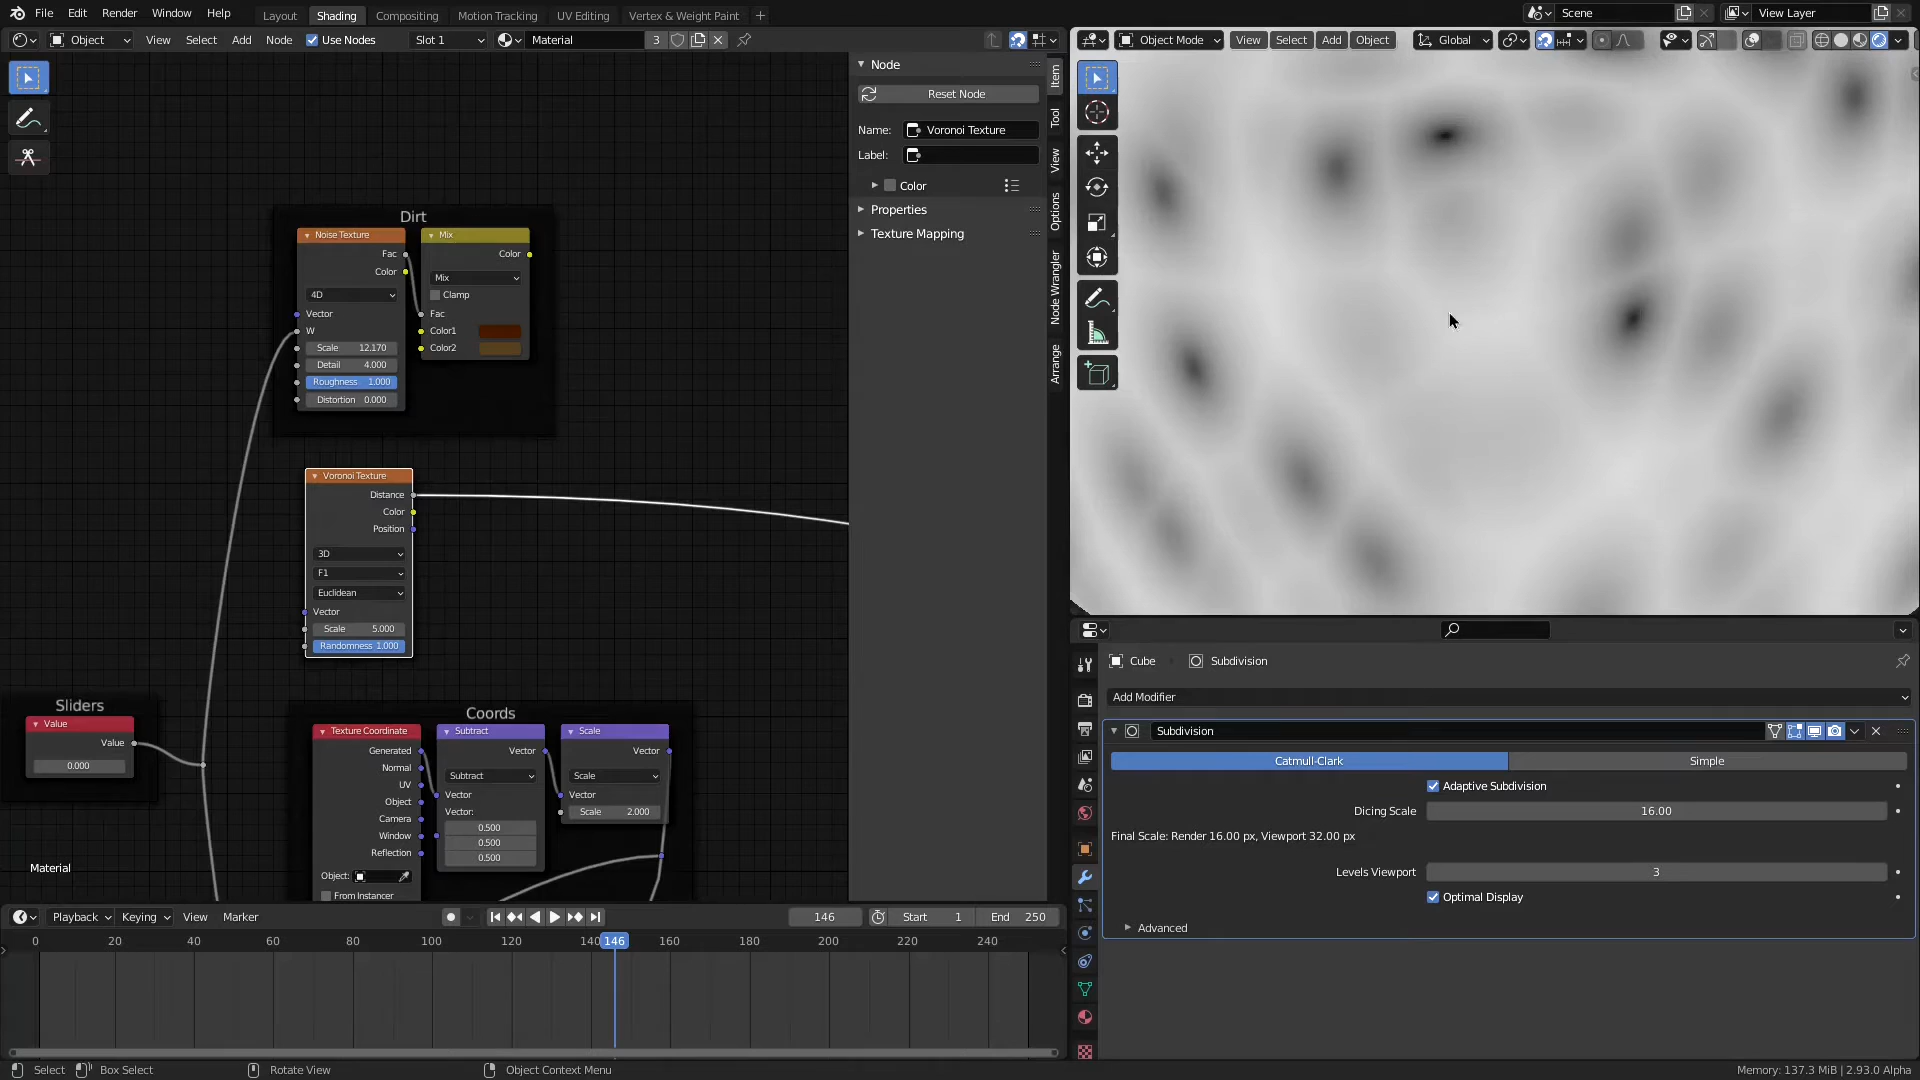 File Edit Render Window Help Layout Shading Compositing Motion Tracking UV Editing Vertex & Weight Paint Scene View Layer
Object View Select Add Node Use Nodes Slot 1 Material 3 Object Mode View Select Add Object Global
Node
Reset Node
Name: Voronoi Texture
Label:
Color
Properties
Texture Mapping
Item
Tool
View
Options
Node Wrangler
Arrange
Dirt
Noise Texture
Fac
Color
4D
Vector
W
Scale 12.170
Detail 4.000
Roughness 1.000
Distortion 0.000
Mix
Color
Mix
Clamp
Fac
Color1
Color2
Voronoi Texture
Distance
Color
Position
3D
F1
Euclidean
Vector
Scale 5.000
Randomness 1.000
Sliders
Value
Value
0.000
Coords
Texture Coordinate
Generated
Normal
UV
Object
Camera
Window
Reflection
Object:
From Instancer
Subtract
Vector
Subtract
Vector
Vector:
0.500
0.500
0.500
Scale
Vector
Scale
Vector
Scale 2.000
Material
Cube Subdivision
Add Modifier
Subdivision
Catmull-Clark Simple
Adaptive Subdivision
Dicing Scale 16.00
Final Scale: Render 16.00 px, Viewport 32.00 px
Levels Viewport 3
Optimal Display
Advanced
Playback Keying View Marker 146 Start 1 End 250
0 20 40 60 80 100 120 140 146 160 180 200 220 240
Select Box Select Rotate View Object Context Menu Memory: 137.3 MiB | 2.93.0 Alpha